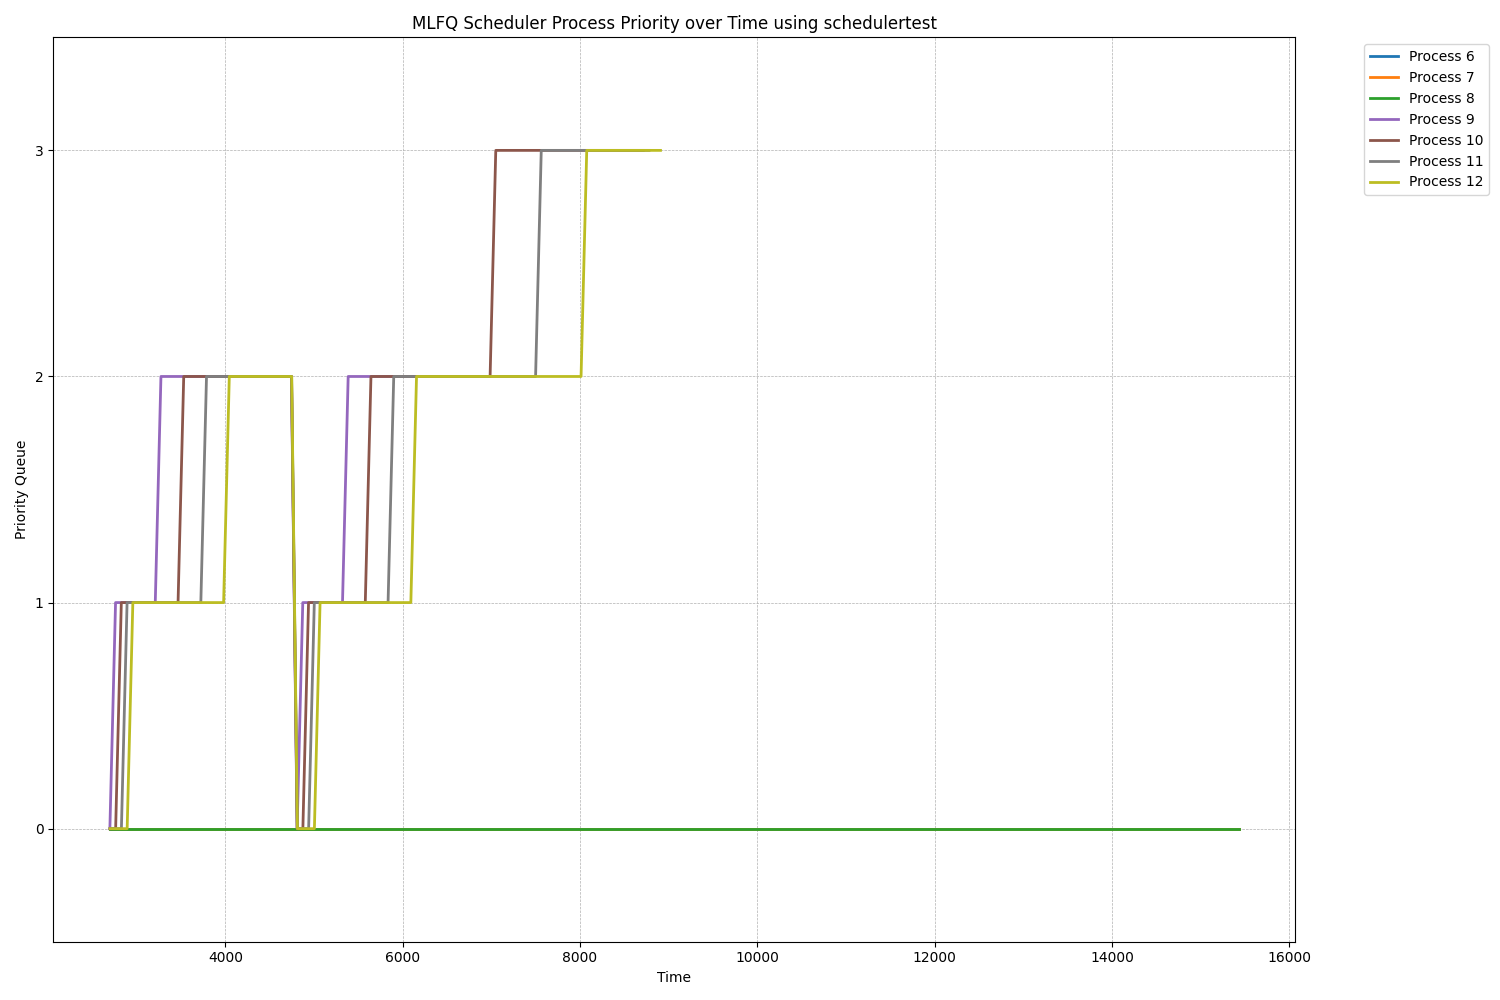 MLFQ Scheduler Process Priority over Time using schedulertest
Process 6
Process 7
Process 8
Process 9
Process 10
Process 11
Process 12
3
2
1
0
Priority Queue
4000
6000
8000
10000
12000
14000
16000
Time